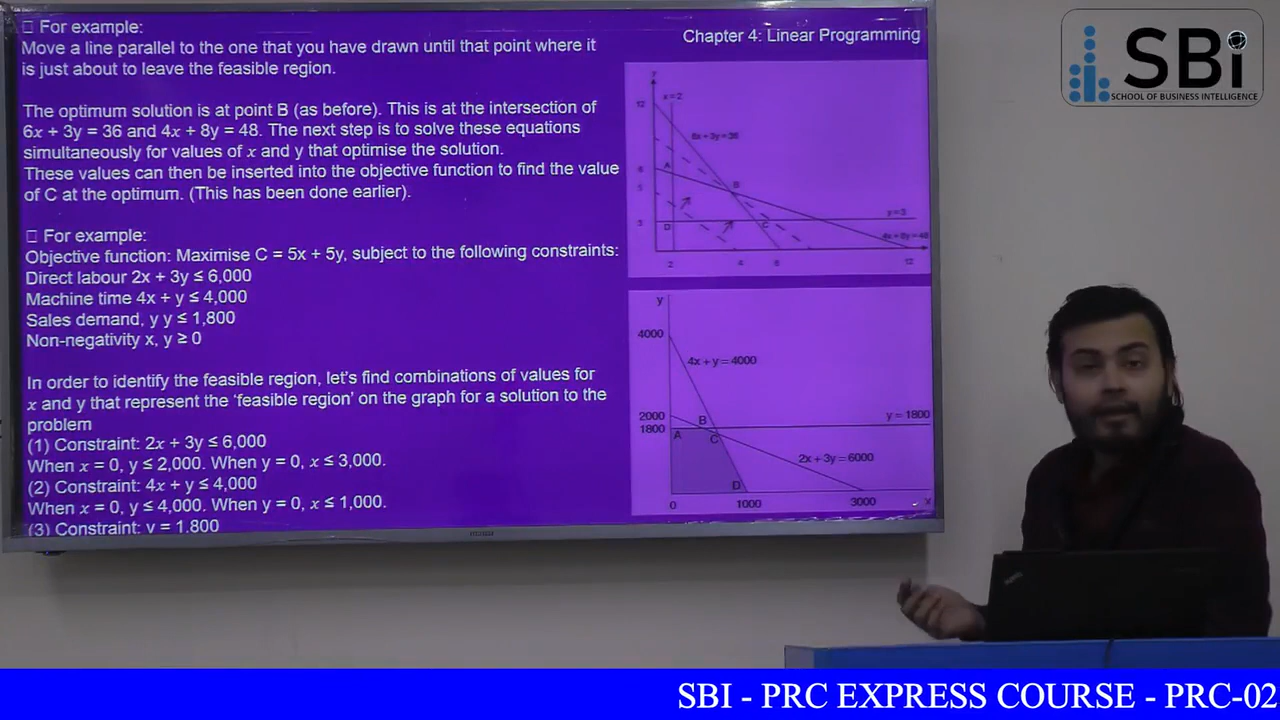 □ For example:
Move a line parallel to the one that you have drawn until that point where it
is just about to leave the feasible region.
The optimum solution is at point B (as before). This is at the intersection of
6x + 3y = 36 and 4x + 8y = 48. The next step is to solve these equations
simultaneously for values of x and y that optimise the solution.
These values can then be inserted into the objective function to find the value
of C at the optimum. (This has been done earlier).
□ For example:
Objective function: Maximise C = 5x + 5y, subject to the following constraints:
Direct labour 2x + 3y ≤ 6,000
Machine time 4x + y ≤ 4,000
Sales demand, y y ≤ 1,800
Non-negativity x, y ≥ 0
In order to identify the feasible region, let's find combinations of values for
x and y that represent the 'feasible region' on the graph for a solution to the
problem
(1) Constraint: 2x + 3y ≤ 6,000
When x = 0, y ≤ 2,000. When y = 0, x ≤ 3,000.
(2) Constraint: 4x + y ≤ 4,000
When x = 0, y ≤ 4,000. When y = 0, x ≤ 1,000.
(3) Constraint: y = 1,800
Chapter 4: Linear Programming
y
x=2
12
6x+3y=36
A
6
B
3
D
C
y=3
4x+8y=48
2
4
6
12
y
4000
4x+y=4000
2000
B
y=1800
1800
A
C
2x+3y=6000
D
0
1000
3000
x
SBi
SCHOOL OF BUSINESS INTELLIGENCE
SBI - PRC EXPRESS COURSE - PRC-02